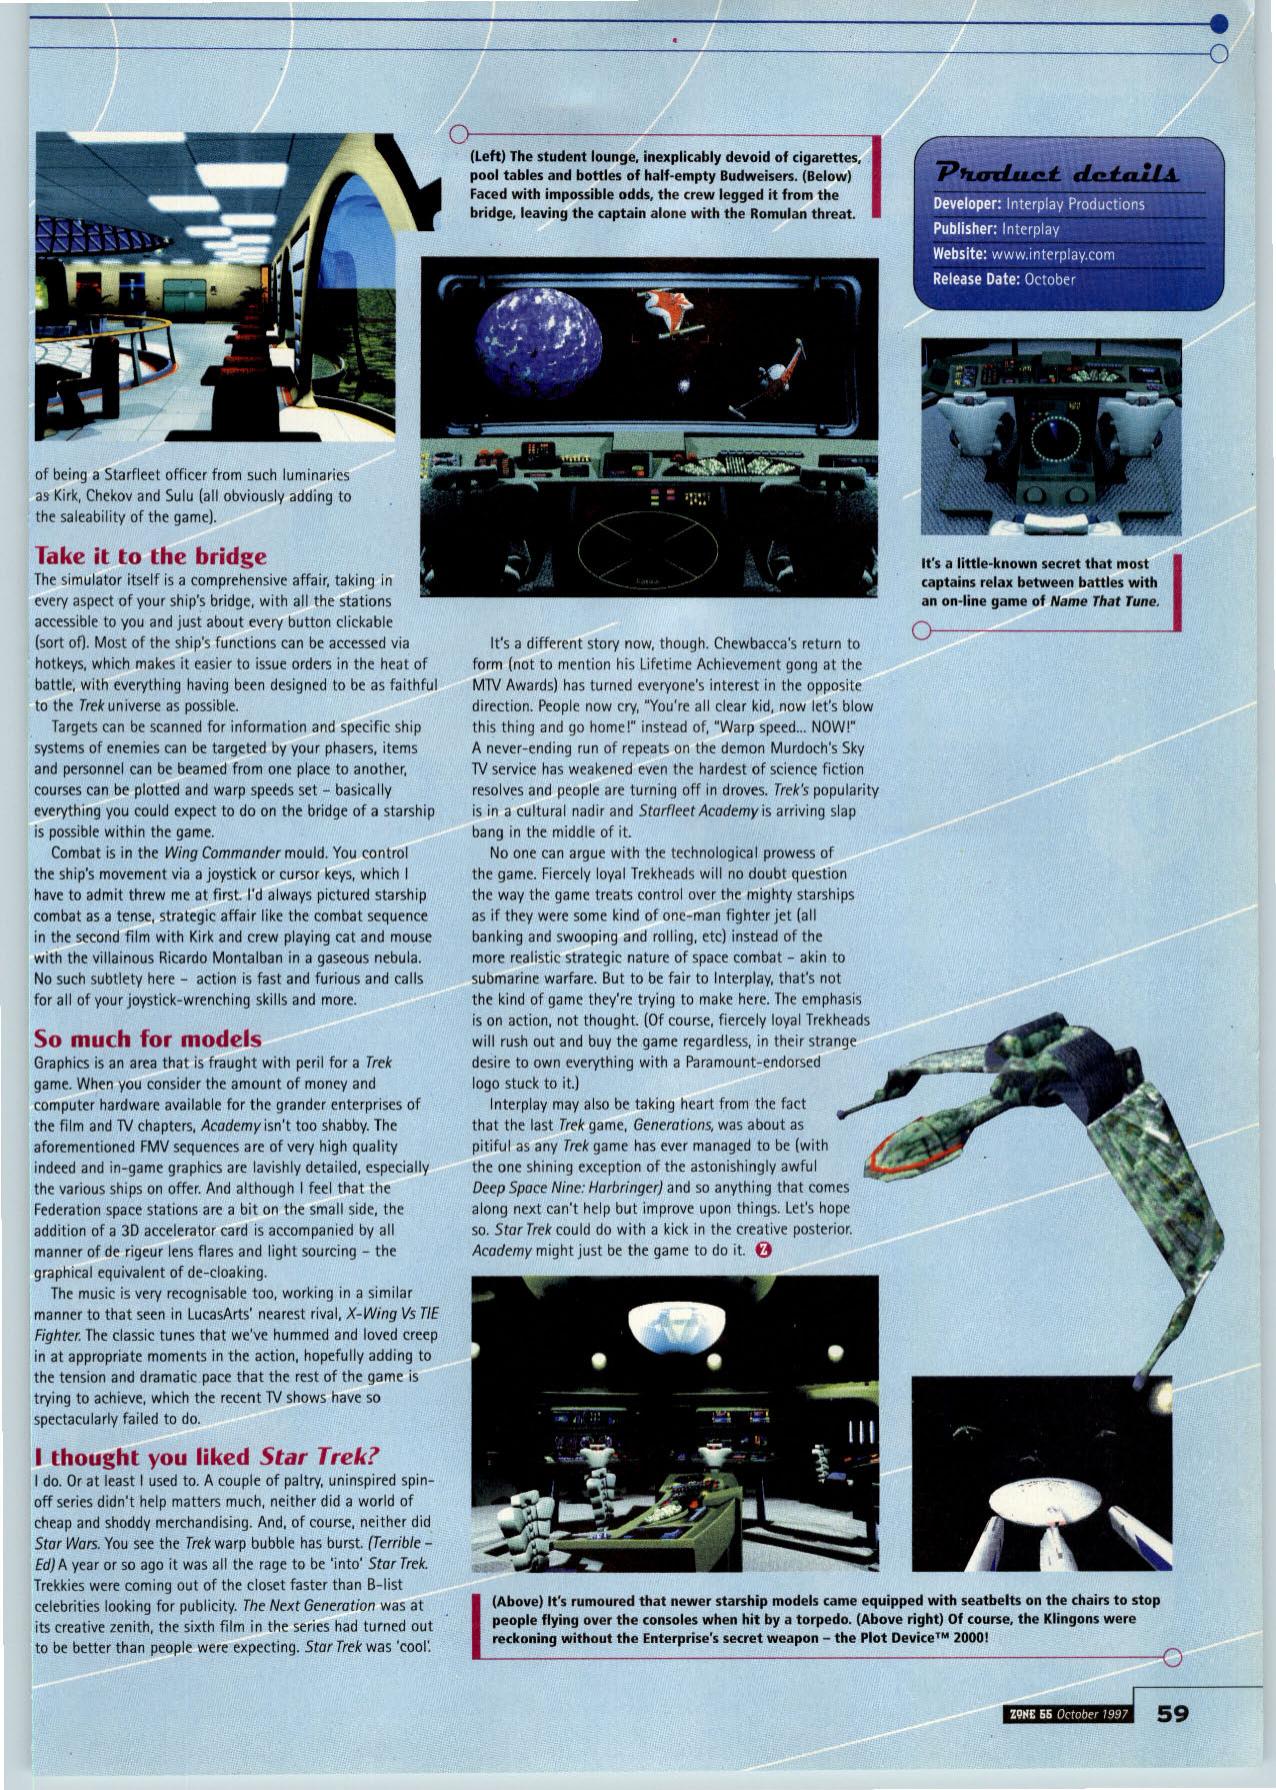 (Left) The student lounge, inexplicably devoid of cigarettes,
pool tables and bottles of half-empty Budweisers. (Below)
Faced with impossible odds, the crew legged it from the
bridge, leaving the captain alone with the Romulan threat.
Product details
Developer: Interplay Productions
Publisher: Interplay
Website: www.interplay.com
Release Date: October
It's a little-known secret that most
captains relax between battles with
an on-line game of Name That Tune.
of being a Starfleet officer from such luminaries
as Kirk, Chekov and Sulu (all obviously adding to
the saleability of the game).
Take it to the bridge
The simulator itself is a comprehensive affair, taking in
every aspect of your ship's bridge, with all the stations
accessible to you and just about every button clickable
(sort of). Most of the ship's functions can be accessed via
hotkeys, which makes it easier to issue orders in the heat of
battle, with everything having been designed to be as faithful
to the Trek universe as possible.
Targets can be scanned for information and specific ship
systems of enemies can be targeted by your phasers, items
and personnel can be beamed from one place to another,
courses can be plotted and warp speeds set – basically
everything you could expect to do on the bridge of a starship
is possible within the game.
Combat is in the Wing Commander mould. You control
the ship's movement via a joystick or cursor keys, which I
have to admit threw me at first. I'd always pictured starship
combat as a tense, strategic affair like the combat sequence
in the second film with Kirk and crew playing cat and mouse
with the villainous Ricardo Montalban in a gaseous nebula.
No such subtlety here – action is fast and furious and calls
for all of your joystick-wrenching skills and more.
So much for models
Graphics is an area that is fraught with peril for a Trek
game. When you consider the amount of money and
computer hardware available for the grander enterprises of
the film and TV chapters, Academy isn't too shabby. The
aforementioned FMV sequences are of very high quality
indeed and in-game graphics are lavishly detailed, especially
the various ships on offer. And although I feel that the
Federation space stations are a bit on the small side, the
addition of a 3D accelerator card is accompanied by all
manner of de rigeur lens flares and light sourcing – the
graphical equivalent of de-cloaking.
The music is very recognisable too, working in a similar
manner to that seen in LucasArts' nearest rival, X-Wing Vs TIE
Fighter. The classic tunes that we've hummed and loved creep
in at appropriate moments in the action, hopefully adding to
the tension and dramatic pace that the rest of the game is
trying to achieve, which the recent TV shows have so
spectacularly failed to do.
I thought you liked Star Trek?
I do. Or at least I used to. A couple of paltry, uninspired spin-
off series didn't help matters much, neither did a world of
cheap and shoddy merchandising. And, of course, neither did
Star Wars. You see the Trek warp bubble has burst. (Terrible –
Ed) A year or so ago it was all the rage to be 'into' Star Trek.
Trekkies were coming out of the closet faster than B-list
celebrities looking for publicity. The Next Generation was at
its creative zenith, the sixth film in the series had turned out
to be better than people were expecting. Star Trek was 'cool'.
It's a different story now, though. Chewbacca's return to
form (not to mention his Lifetime Achievement gong at the
MTV Awards) has turned everyone's interest in the opposite
direction. People now cry, "You're all clear kid, now let's blow
this thing and go home!" instead of, "Warp speed... NOW!"
A never-ending run of repeats on the demon Murdoch's Sky
TV service has weakened even the hardest of science fiction
resolves and people are turning off in droves. Trek's popularity
is in a cultural nadir and Starfleet Academy is arriving slap
bang in the middle of it.
No one can argue with the technological prowess of
the game. Fiercely loyal Trekheads will no doubt question
the way the game treats control over the mighty starships
as if they were some kind of one-man fighter jet (all
banking and swooping and rolling, etc) instead of the
more realistic strategic nature of space combat – akin to
submarine warfare. But to be fair to Interplay, that's not
the kind of game they're trying to make here. The emphasis
is on action, not thought. (Of course, fiercely loyal Trekheads
will rush out and buy the game regardless, in their strange
desire to own everything with a Paramount-endorsed
logo stuck to it.)
Interplay may also be taking heart from the fact
that the last Trek game, Generations, was about as
pitiful as any Trek game has ever managed to be (with
the one shining exception of the astonishingly awful
Deep Space Nine: Harbringer) and so anything that comes
along next can't help but improve upon things. Let's hope
so. Star Trek could do with a kick in the creative posterior.
Academy might just be the game to do it. Z
(Above) It's rumoured that newer starship models came equipped with seatbelts on the chairs to stop
people flying over the consoles when hit by a torpedo. (Above right) Of course, the Klingons were
reckoning without the Enterprise's secret weapon – the Plot Device™ 2000!
ZONE 55 October 1997 59